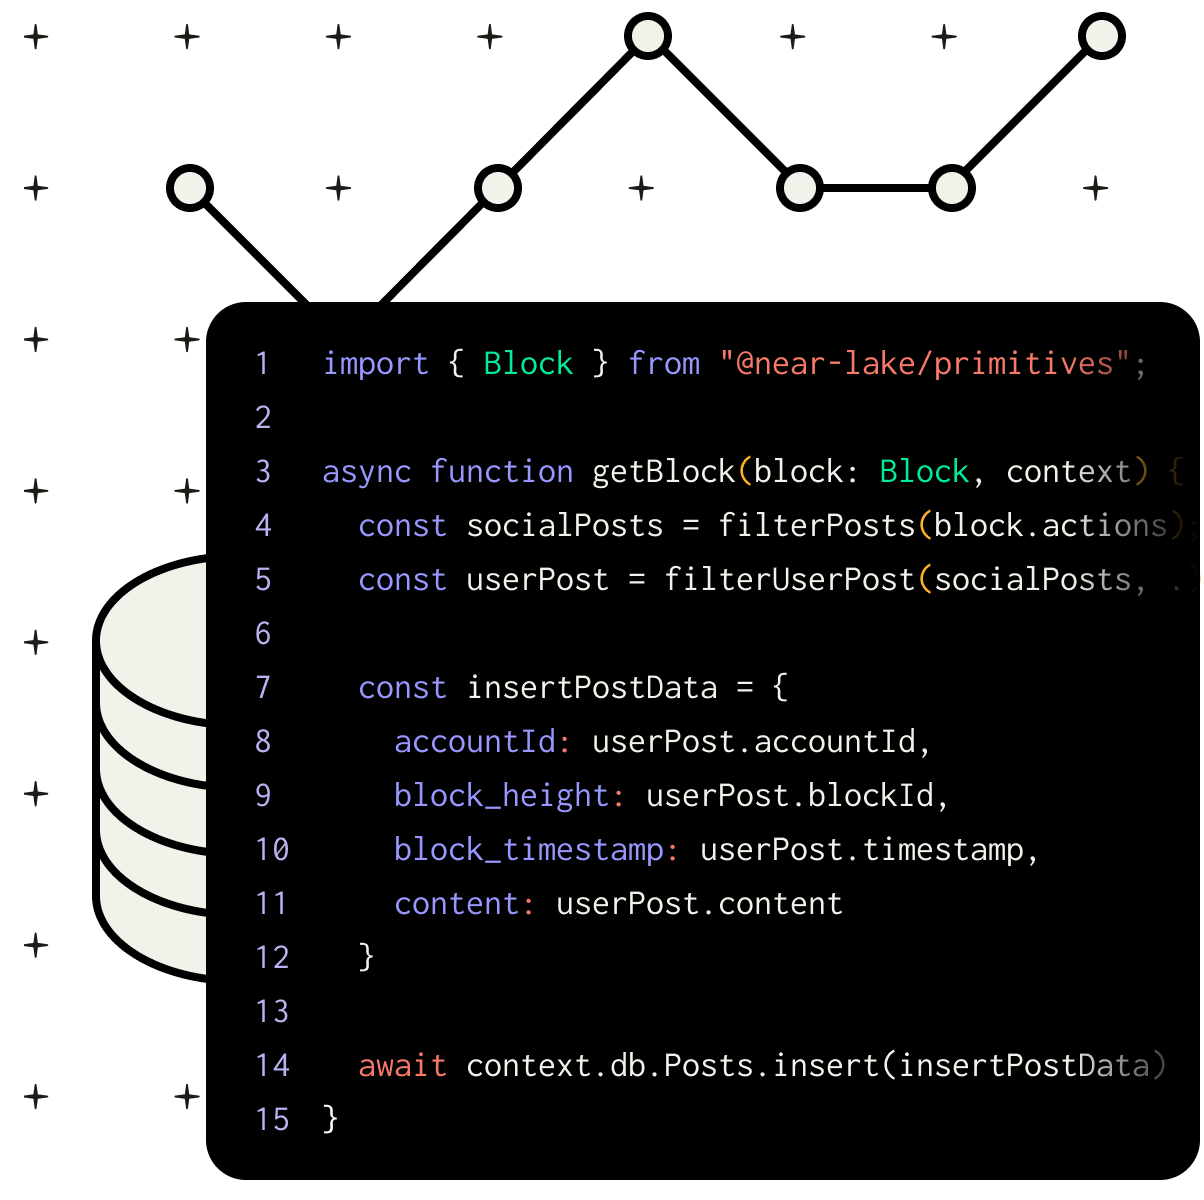 1 import { Block } from "@near-lake/primitives";
2
3 async function getBlock(block: Block, context) {
4 const socialPosts = filterPosts(block.actions)
5 const userPost = filterUserPost(socialPosts, .
6
7 const insertPostData = {
8 accountId: userPost.accountId,
9 block_height: userPost.blockId,
10 block_timestamp: userPost.timestamp,
11 content: userPost.content
12 }
13
14 await context.db.Posts.insert(insertPostData)
15 }